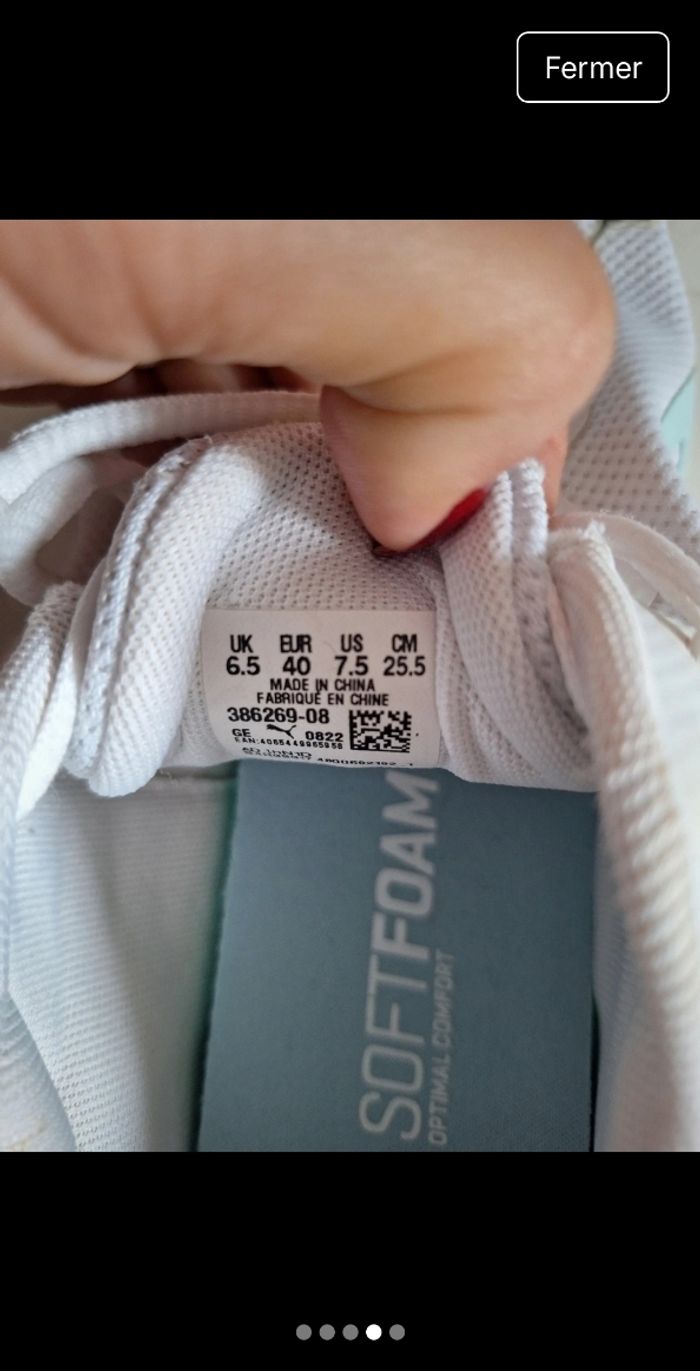 Fermer
UK EUR US CM
6.5 40 7.5 25.5
MADE IN CHINA
FABRIQUÉ EN CHINE
386269-08
GE 0822
SOFTFOAM
OPTIMAL COMFORT